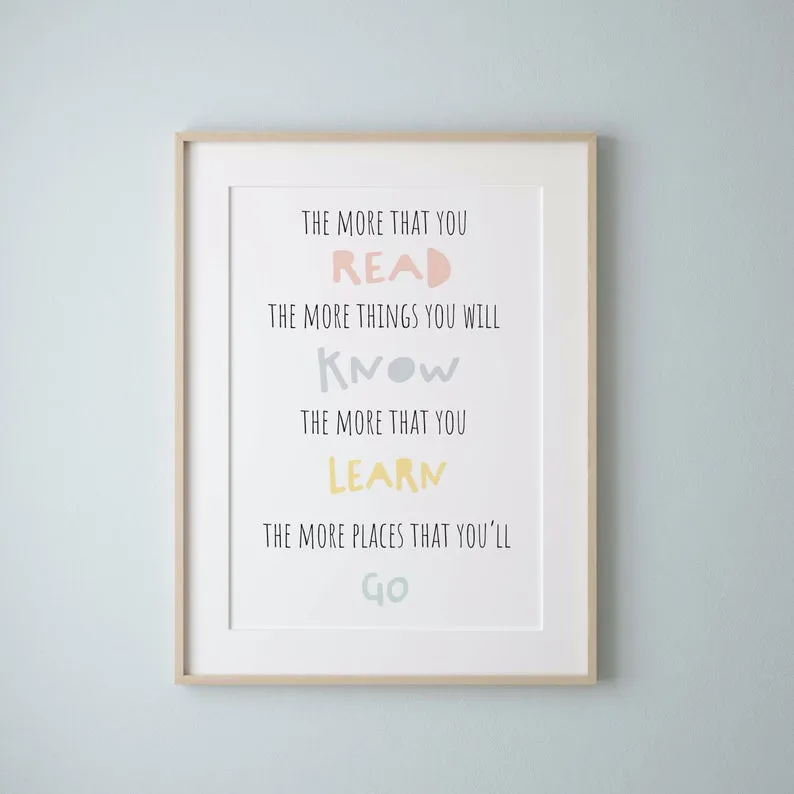 THE MORE THAT YOU
READ
THE MORE THINGS YOU WILL
KNOW
THE MORE THAT YOU
LEARN
THE MORE PLACES THAT YOU'LL
GO